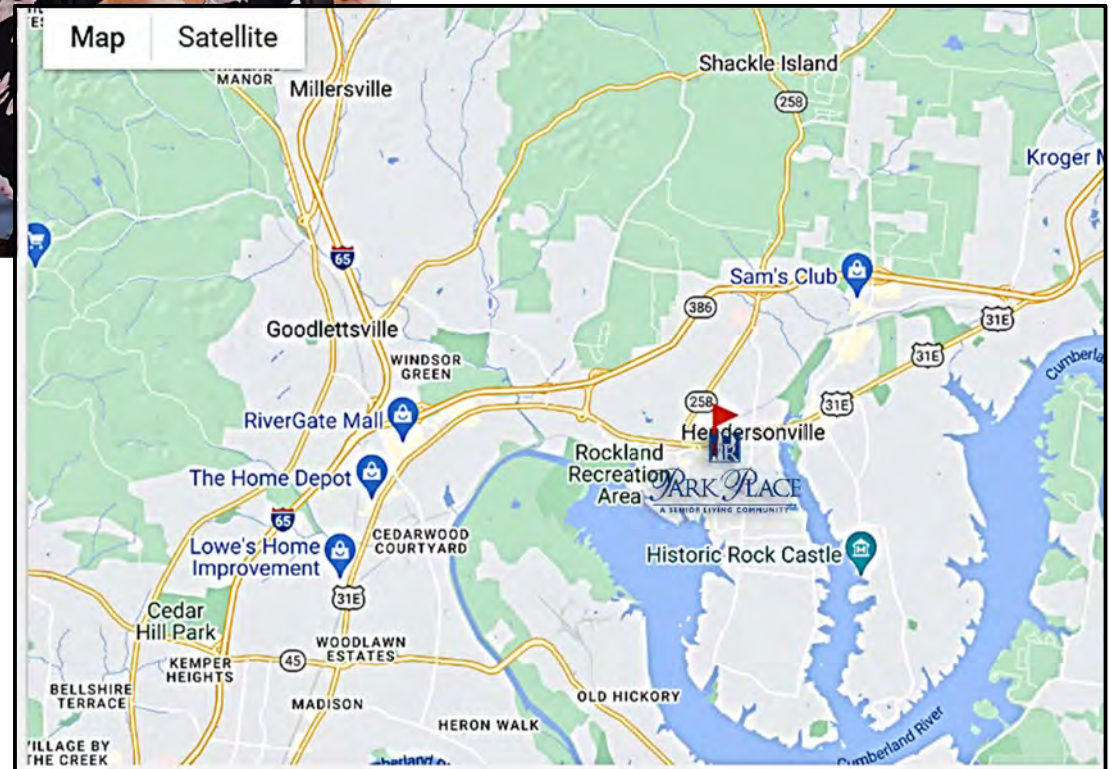 Map Satellite
MANOR
Millersville
Shackle Island
258
Kroger
65
Sam's Club
386
31E
Goodlettsville
31E
WINDSOR
GREEN
RiverGate Mall
258
31E
Hendersonville
Rockland
Recreation
Area
HR
PARK PLACE
A SENIOR LIVING COMMUNITY
The Home Depot
65
CEDARWOOD
COURTYARD
Lowe's Home
Improvement
Historic Rock Castle
31E
Cedar
Hill Park
WOODLAWN
ESTATES
KEMPER
HEIGHTS
45
BELLSHIRE
TERRACE
MADISON
OLD HICKORY
HERON WALK
Cumberland River
VILLAGE BY
THE CREEK